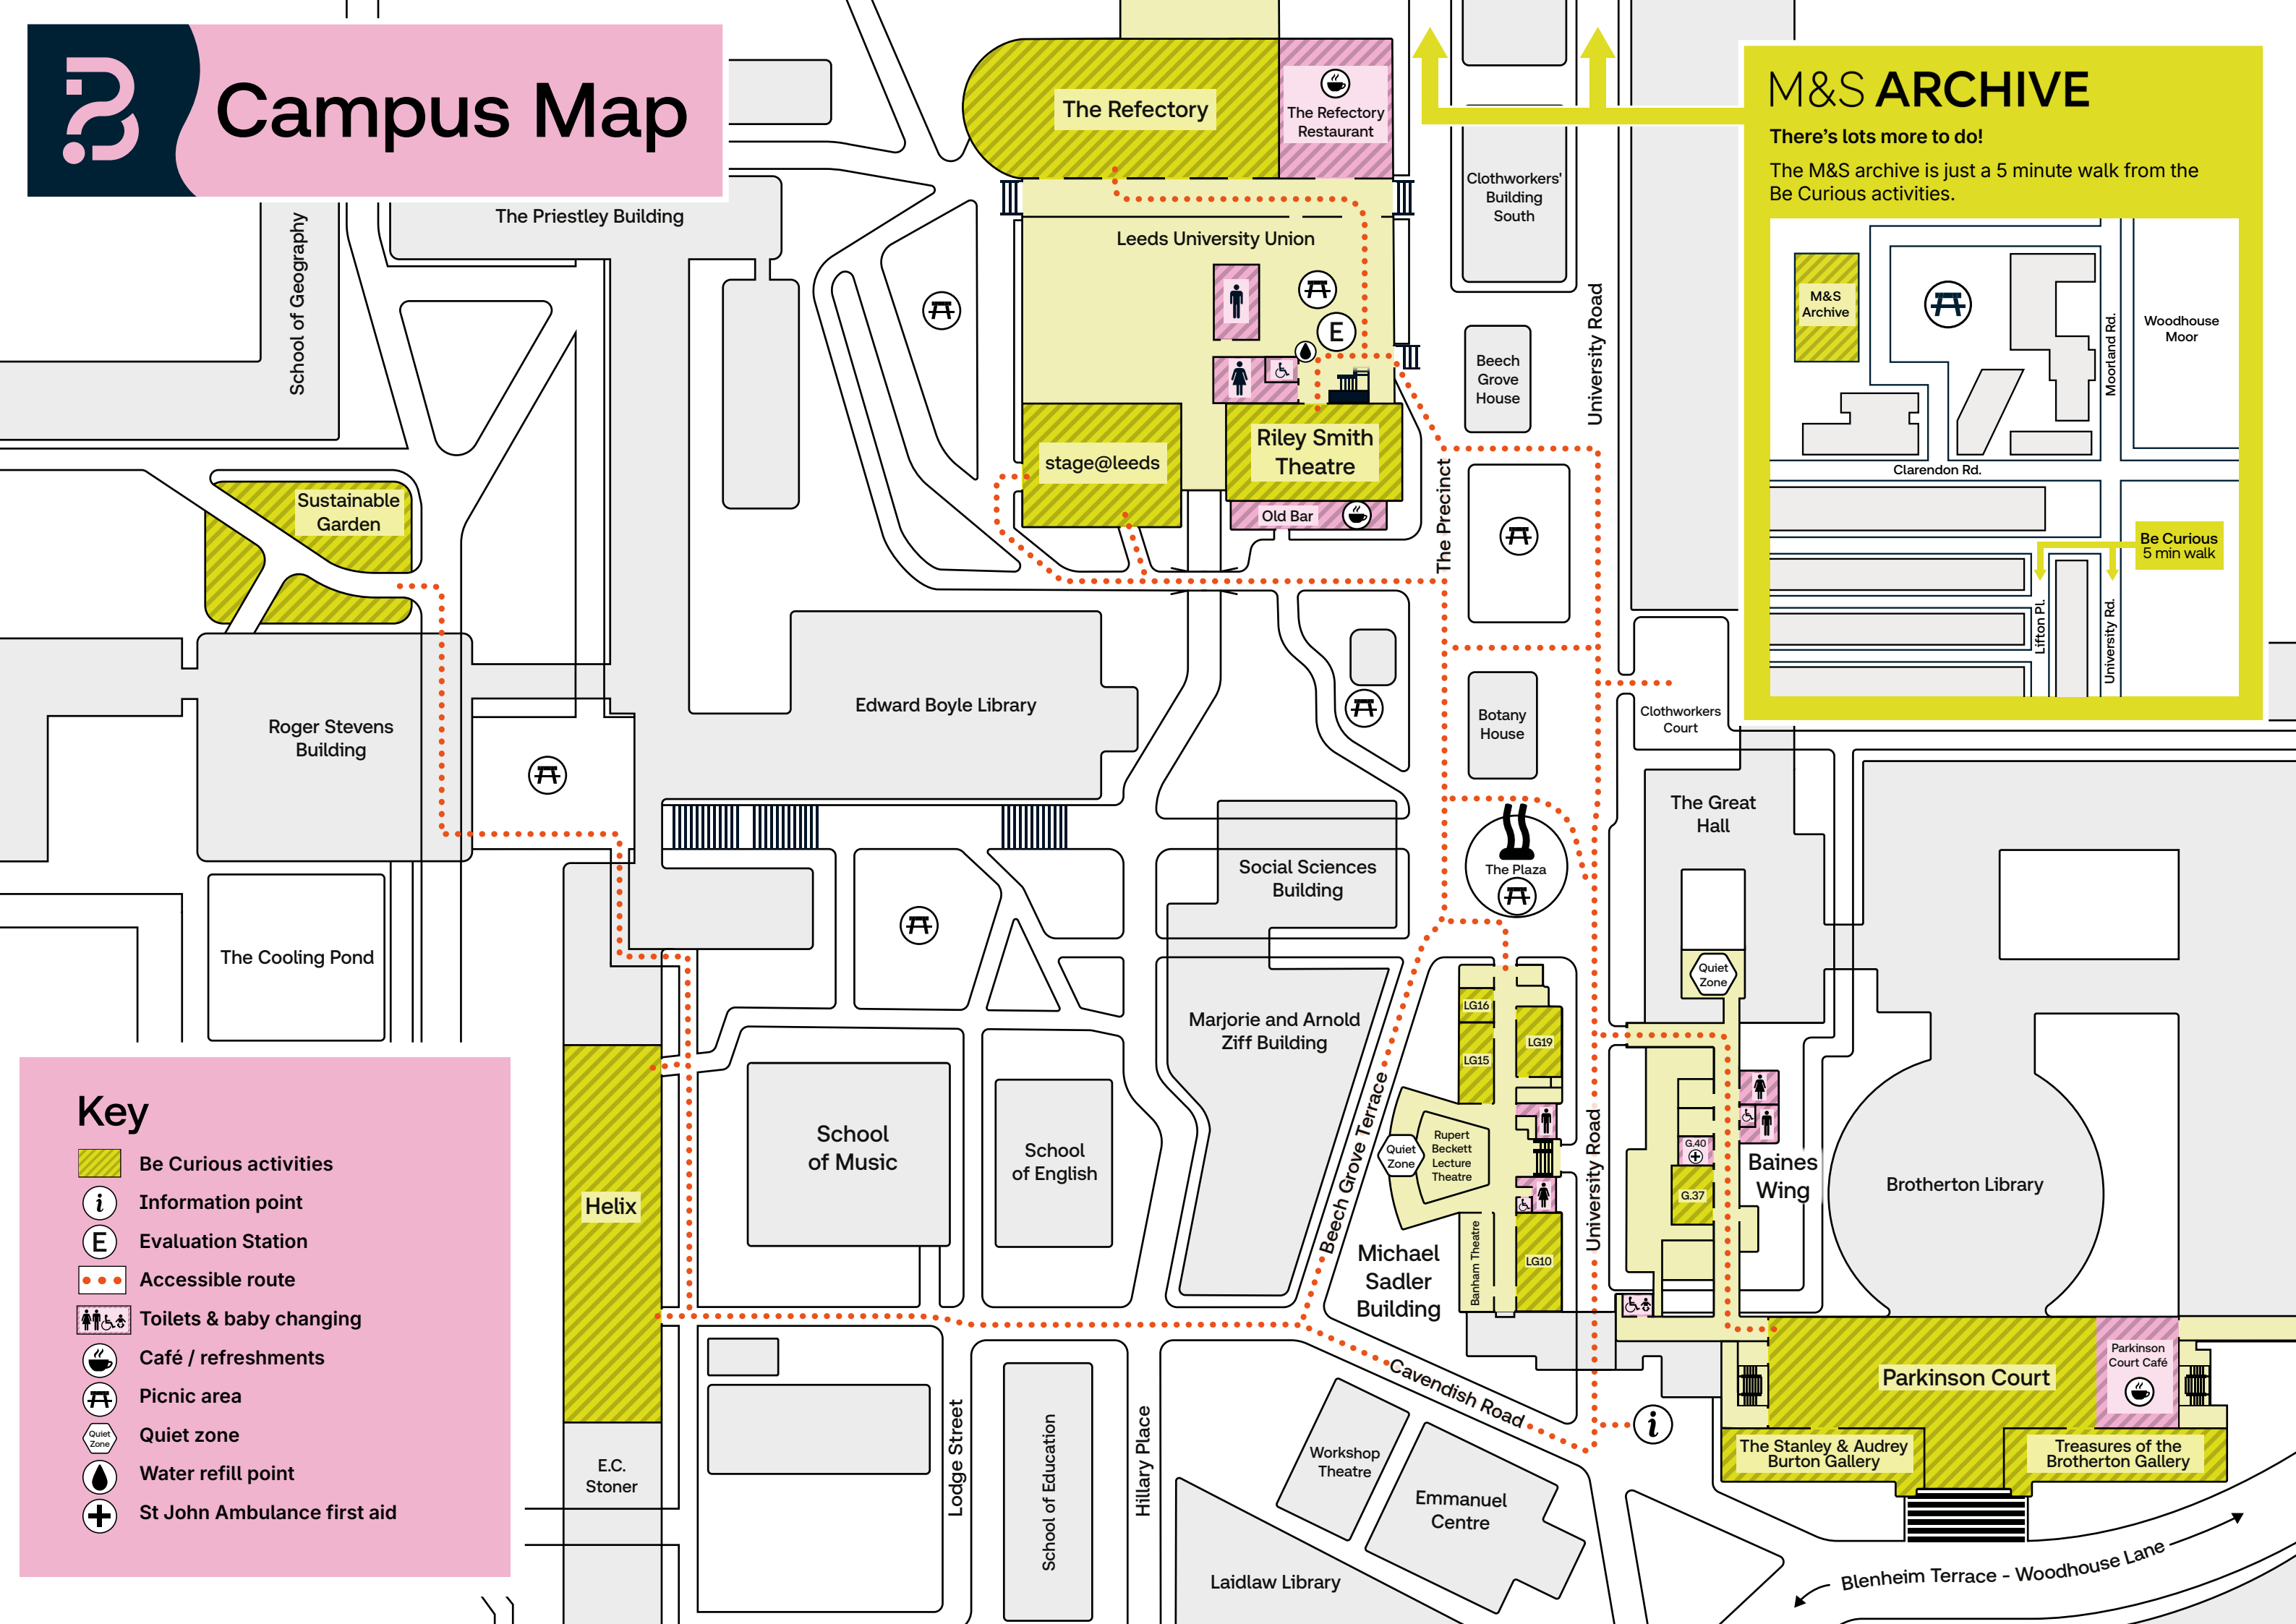 Campus Map
The Refectory
The Refectory
Restaurant
M&S ARCHIVE
There's lots more to do!
The M&S archive is just a 5 minute walk from the
Be Curious activities.
M&S
Archive
Moorland Rd.
Woodhouse
Moor
Clarendon Rd.
Be Curious
5 min walk
Lifton Pl.
University Rd.
Clothworkers'
Building
South
The Priestley Building
School of Geography
Leeds University Union
E
University Road
Beech
Grove
House
Riley Smith
Theatre
stage@leeds
Old Bar
The Precinct
Sustainable
Garden
Edward Boyle Library
Roger Stevens
Building
Botany
House
Clothworkers
Court
The Great
Hall
The Plaza
Social Sciences
Building
The Cooling Pond
Quiet
Zone
Marjorie and Arnold
Ziff Building
LG16
LG15
LG19
Beech Grove Terrace
Quiet
Zone
Rupert
Beckett
Lecture
Theatre
University Road
G.40
G.37
Baines
Wing
Brotherton Library
School
of Music
School
of English
Helix
Michael
Sadler
Building
Banham Theatre
LG10
Parkinson Court
Parkinson
Court Café
Cavendish Road
i
The Stanley & Audrey
Burton Gallery
Treasures of the
Brotherton Gallery
E.C.
Stoner
Lodge Street
School of Education
Hillary Place
Workshop
Theatre
Emmanuel
Centre
Laidlaw Library
Blenheim Terrace - Woodhouse Lane
Key
Be Curious activities
i Information point
E Evaluation Station
Accessible route
Toilets & baby changing
Café / refreshments
Picnic area
Quiet
Zone
Quiet zone
Water refill point
St John Ambulance first aid